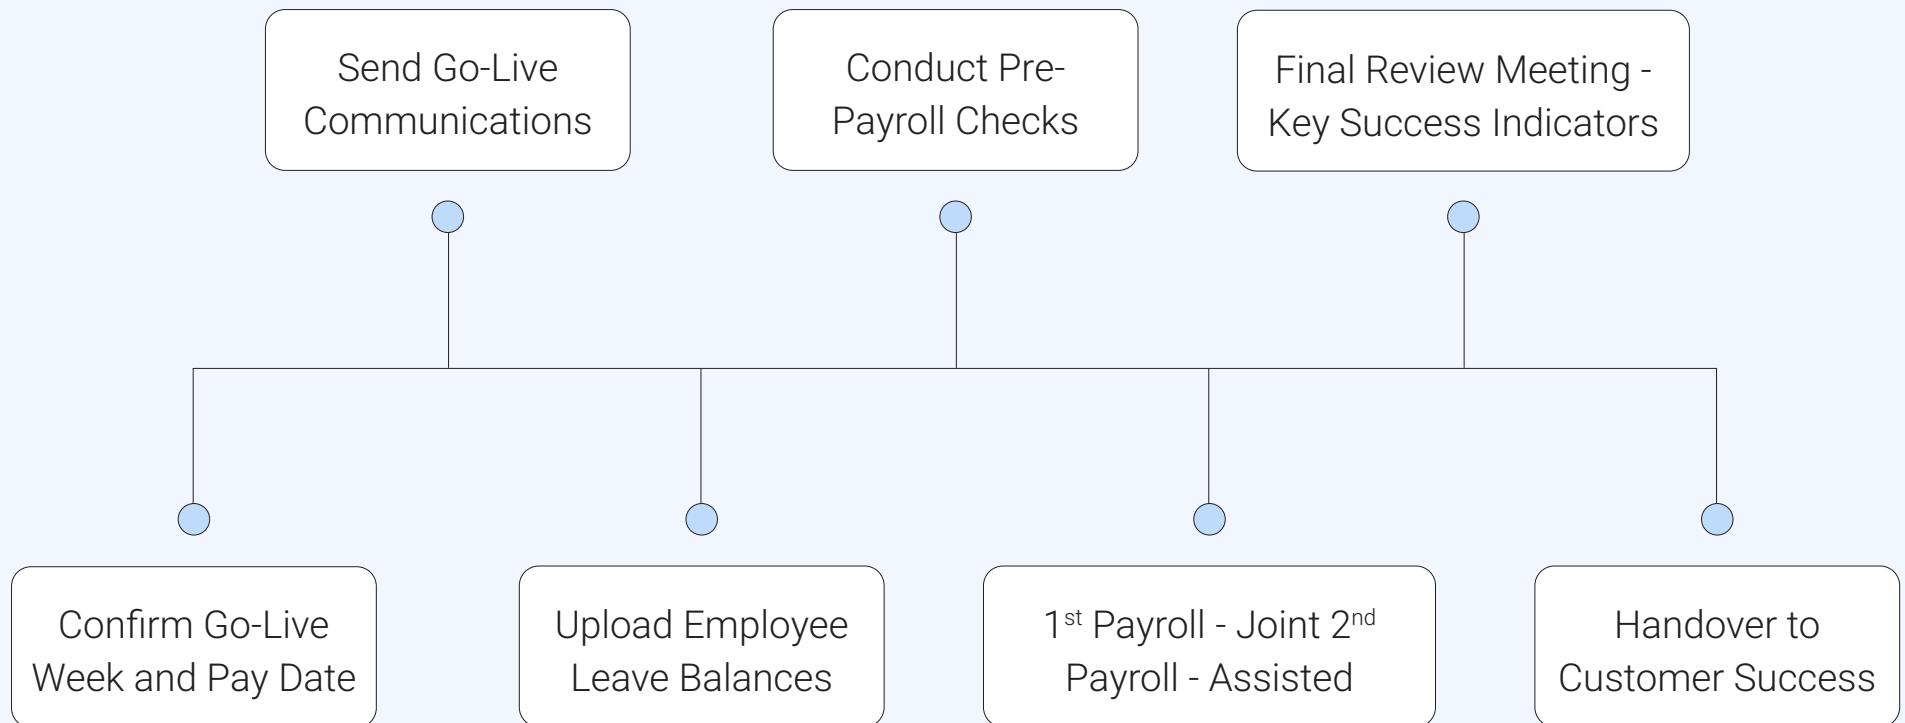 Send Go-Live
Communications
Conduct Pre-
Payroll Checks
Final Review Meeting -
Key Success Indicators
Confirm Go-Live
Week and Pay Date
Upload Employee
Leave Balances
1st Payroll - Joint 2nd
Payroll - Assisted
Handover to
Customer Success